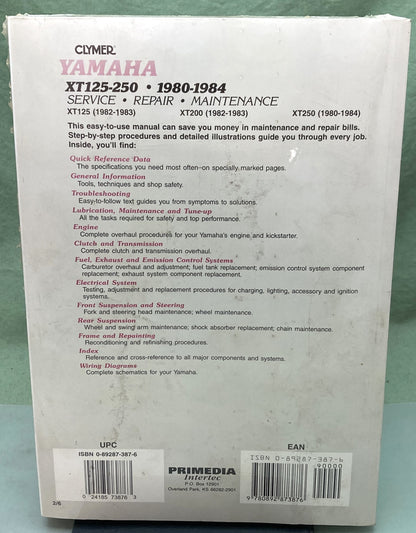 CLYMER®
YAMAHA
XT125-250 • 1980-1984
SERVICE • REPAIR • MAINTENANCE
XT125 (1982-1983) XT200 (1982-1983) XT250 (1980-1984)
This easy-to-use manual can save you money in maintenance and repair bills.
Step-by-step procedures and detailed illustrations guide you through every job.
Inside, you'll find:
Quick Reference Data
The specifications you need most often–on specially marked pages.
General Information
Tools, techniques and shop safety.
Troubleshooting
Easy-to-follow text guides you from symptoms to solutions.
Lubrication, Maintenance and Tune-up
All the tasks required for safety and top performance.
Engine
Complete overhaul procedures for your Yamaha's engine and kickstarter.
Clutch and Transmission
Complete clutch and transmission overhaul.
Fuel, Exhaust and Emission Control Systems
Carburetor overhaul and adjustment; fuel tank replacement; emission control system component
replacement; exhaust system component replacement.
Electrical System
Testing, adjustment and replacement procedures for charging, lighting, accessory and ignition
systems.
Front Suspension and Steering
Fork and steering head maintenance; wheel maintenance.
Rear Suspension
Wheel and swing arm maintenance; shock absorber replacement; chain maintenance.
Frame and Repainting
Reconditioning and refinishing procedures.
Index
Reference and cross-reference to all major components and systems.
Wiring Diagrams
Complete schematics for your Yamaha.
UPC
ISBN 0-89287-387-6
0 24185 73876 3
PRIMEDIA
Intertec
P.O. Box 12901
Overland Park, KS 66282-2901
EAN
ISBN 0-89287-387-6
90000
9 780892 873876
2/6